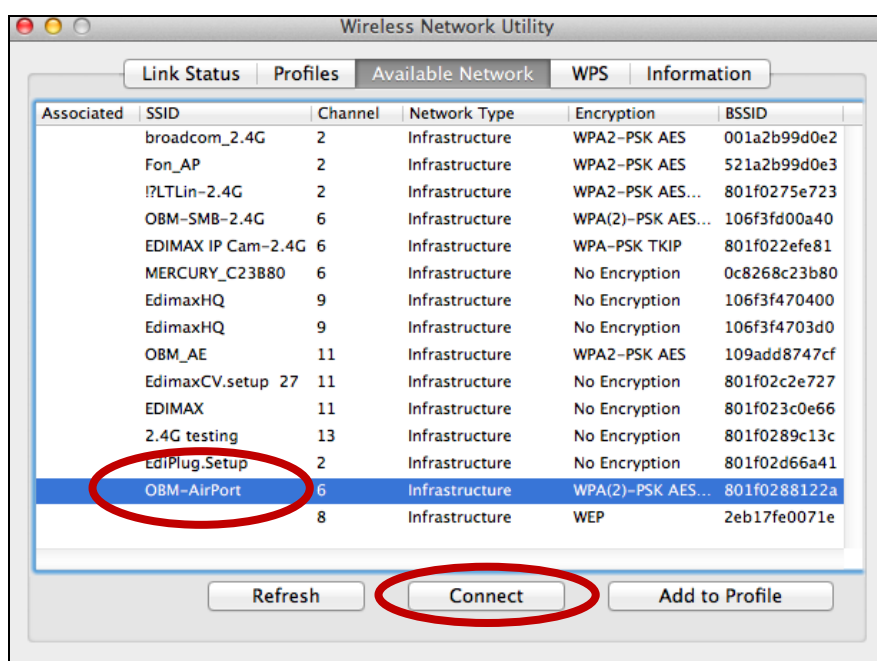 Wireless Network Utility
Link Status Profiles Available Network WPS Information
Associated SSID Channel Network Type Encryption BSSID
broadcom_2.4G 2 Infrastructure WPA2-PSK AES 001a2b99d0e2
Fon_AP 2 Infrastructure WPA2-PSK AES 521a2b99d0e3
!?LTLin-2.4G 2 Infrastructure WPA2-PSK AES... 801f0275e723
OBM-SMB-2.4G 6 Infrastructure WPA(2)-PSK AES... 106f3fd00a40
EDIMAX IP Cam-2.4G 6 Infrastructure WPA-PSK TKIP 801f022efe81
MERCURY_C23B80 6 Infrastructure No Encryption 0c8268c23b80
EdimaxHQ 9 Infrastructure No Encryption 106f3f470400
EdimaxHQ 9 Infrastructure No Encryption 106f3f4703d0
OBM_AE 11 Infrastructure WPA2-PSK AES 109add8747cf
EdimaxCV.setup 27 11 Infrastructure No Encryption 801f02c2e727
EDIMAX 11 Infrastructure No Encryption 801f023c0e66
2.4G testing 13 Infrastructure No Encryption 801f0289c13c
EdiPlug.Setup 2 Infrastructure No Encryption 801f02d66a41
OBM-AirPort 6 Infrastructure WPA(2)-PSK AES... 801f0288122a
8 Infrastructure WEP 2eb17fe0071e
Refresh Connect Add to Profile